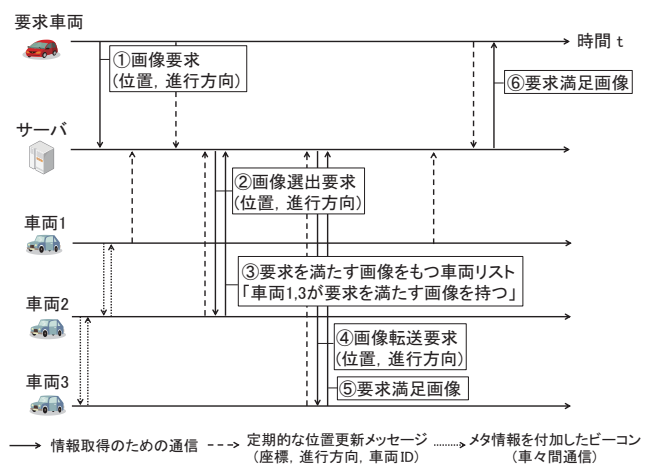 要求車両
時間 t
①画像要求
(位置, 進行方向)
⑥要求満足画像
サーバ
②画像選出要求
(位置, 進行方向)
車両1
③要求を満たす画像をもつ車両リスト
「車両1,3が要求を満たす画像を持つ」
車両2
④画像転送要求
(位置, 進行方向)
車両3
⑤要求満足画像
情報取得のための通信
定期的な位置更新メッセージ
(座標, 進行方向, 車両ID)
メタ情報を付加したビーコン
(車々間通信)